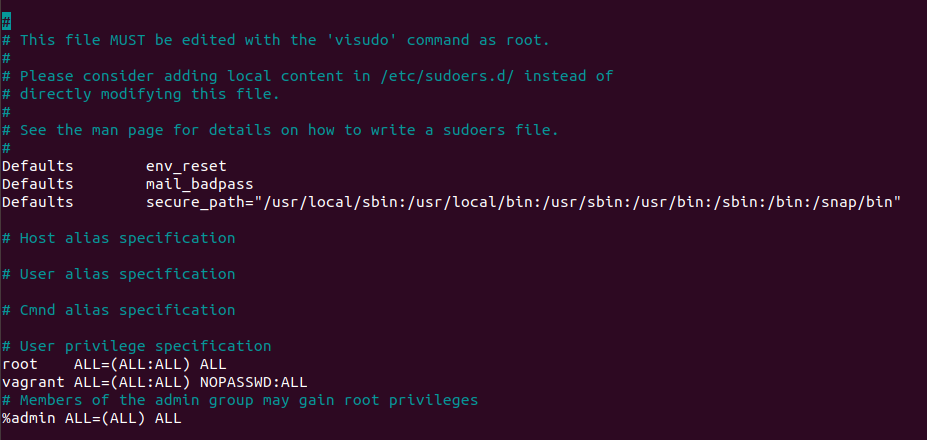 #
# This file MUST be edited with the 'visudo' command as root.
#
# Please consider adding local content in /etc/sudoers.d/ instead of
# directly modifying this file.
#
# See the man page for details on how to write a sudoers file.
#
Defaults        env_reset
Defaults        mail_badpass
Defaults        secure_path="/usr/local/sbin:/usr/local/bin:/usr/sbin:/usr/bin:/sbin:/bin:/snap/bin"
# Host alias specification
# User alias specification
# Cmnd alias specification
# User privilege specification
root    ALL=(ALL:ALL) ALL
vagrant ALL=(ALL:ALL) NOPASSWD:ALL
# Members of the admin group may gain root privileges
%admin ALL=(ALL) ALL